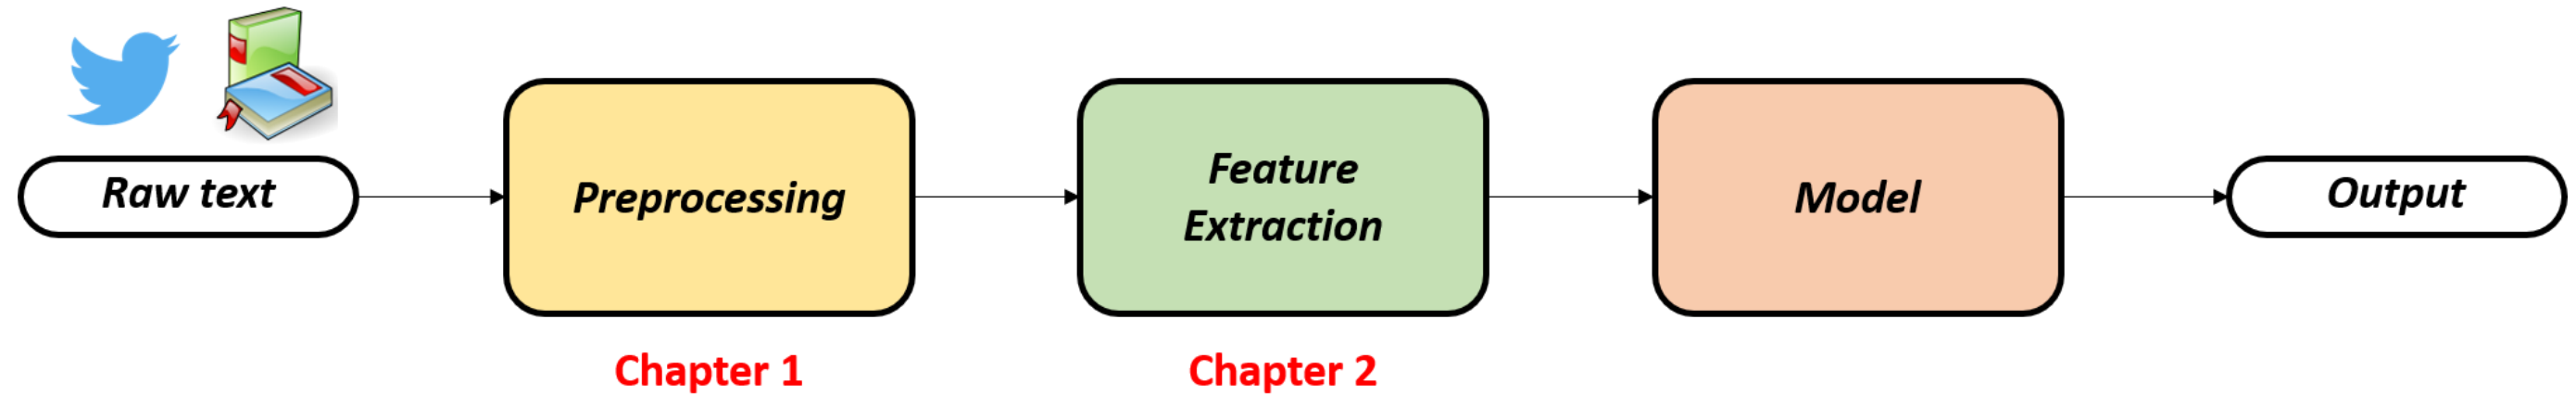 Raw text
Preprocessing
Feature
Extraction
Model
Output
Chapter 1
Chapter 2